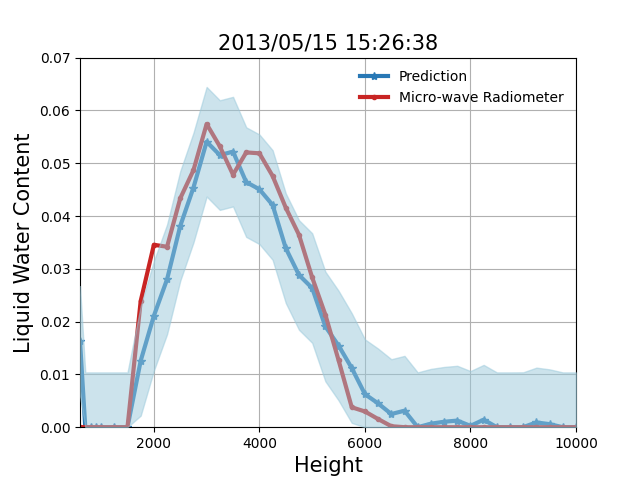 2013/05/15 15:26:38
Prediction
Micro-wave Radiometer
Liquid Water Content
0.07
0.06
0.05
0.04
0.03
0.02
0.01
0.00
2000 4000 6000 8000 10000
Height